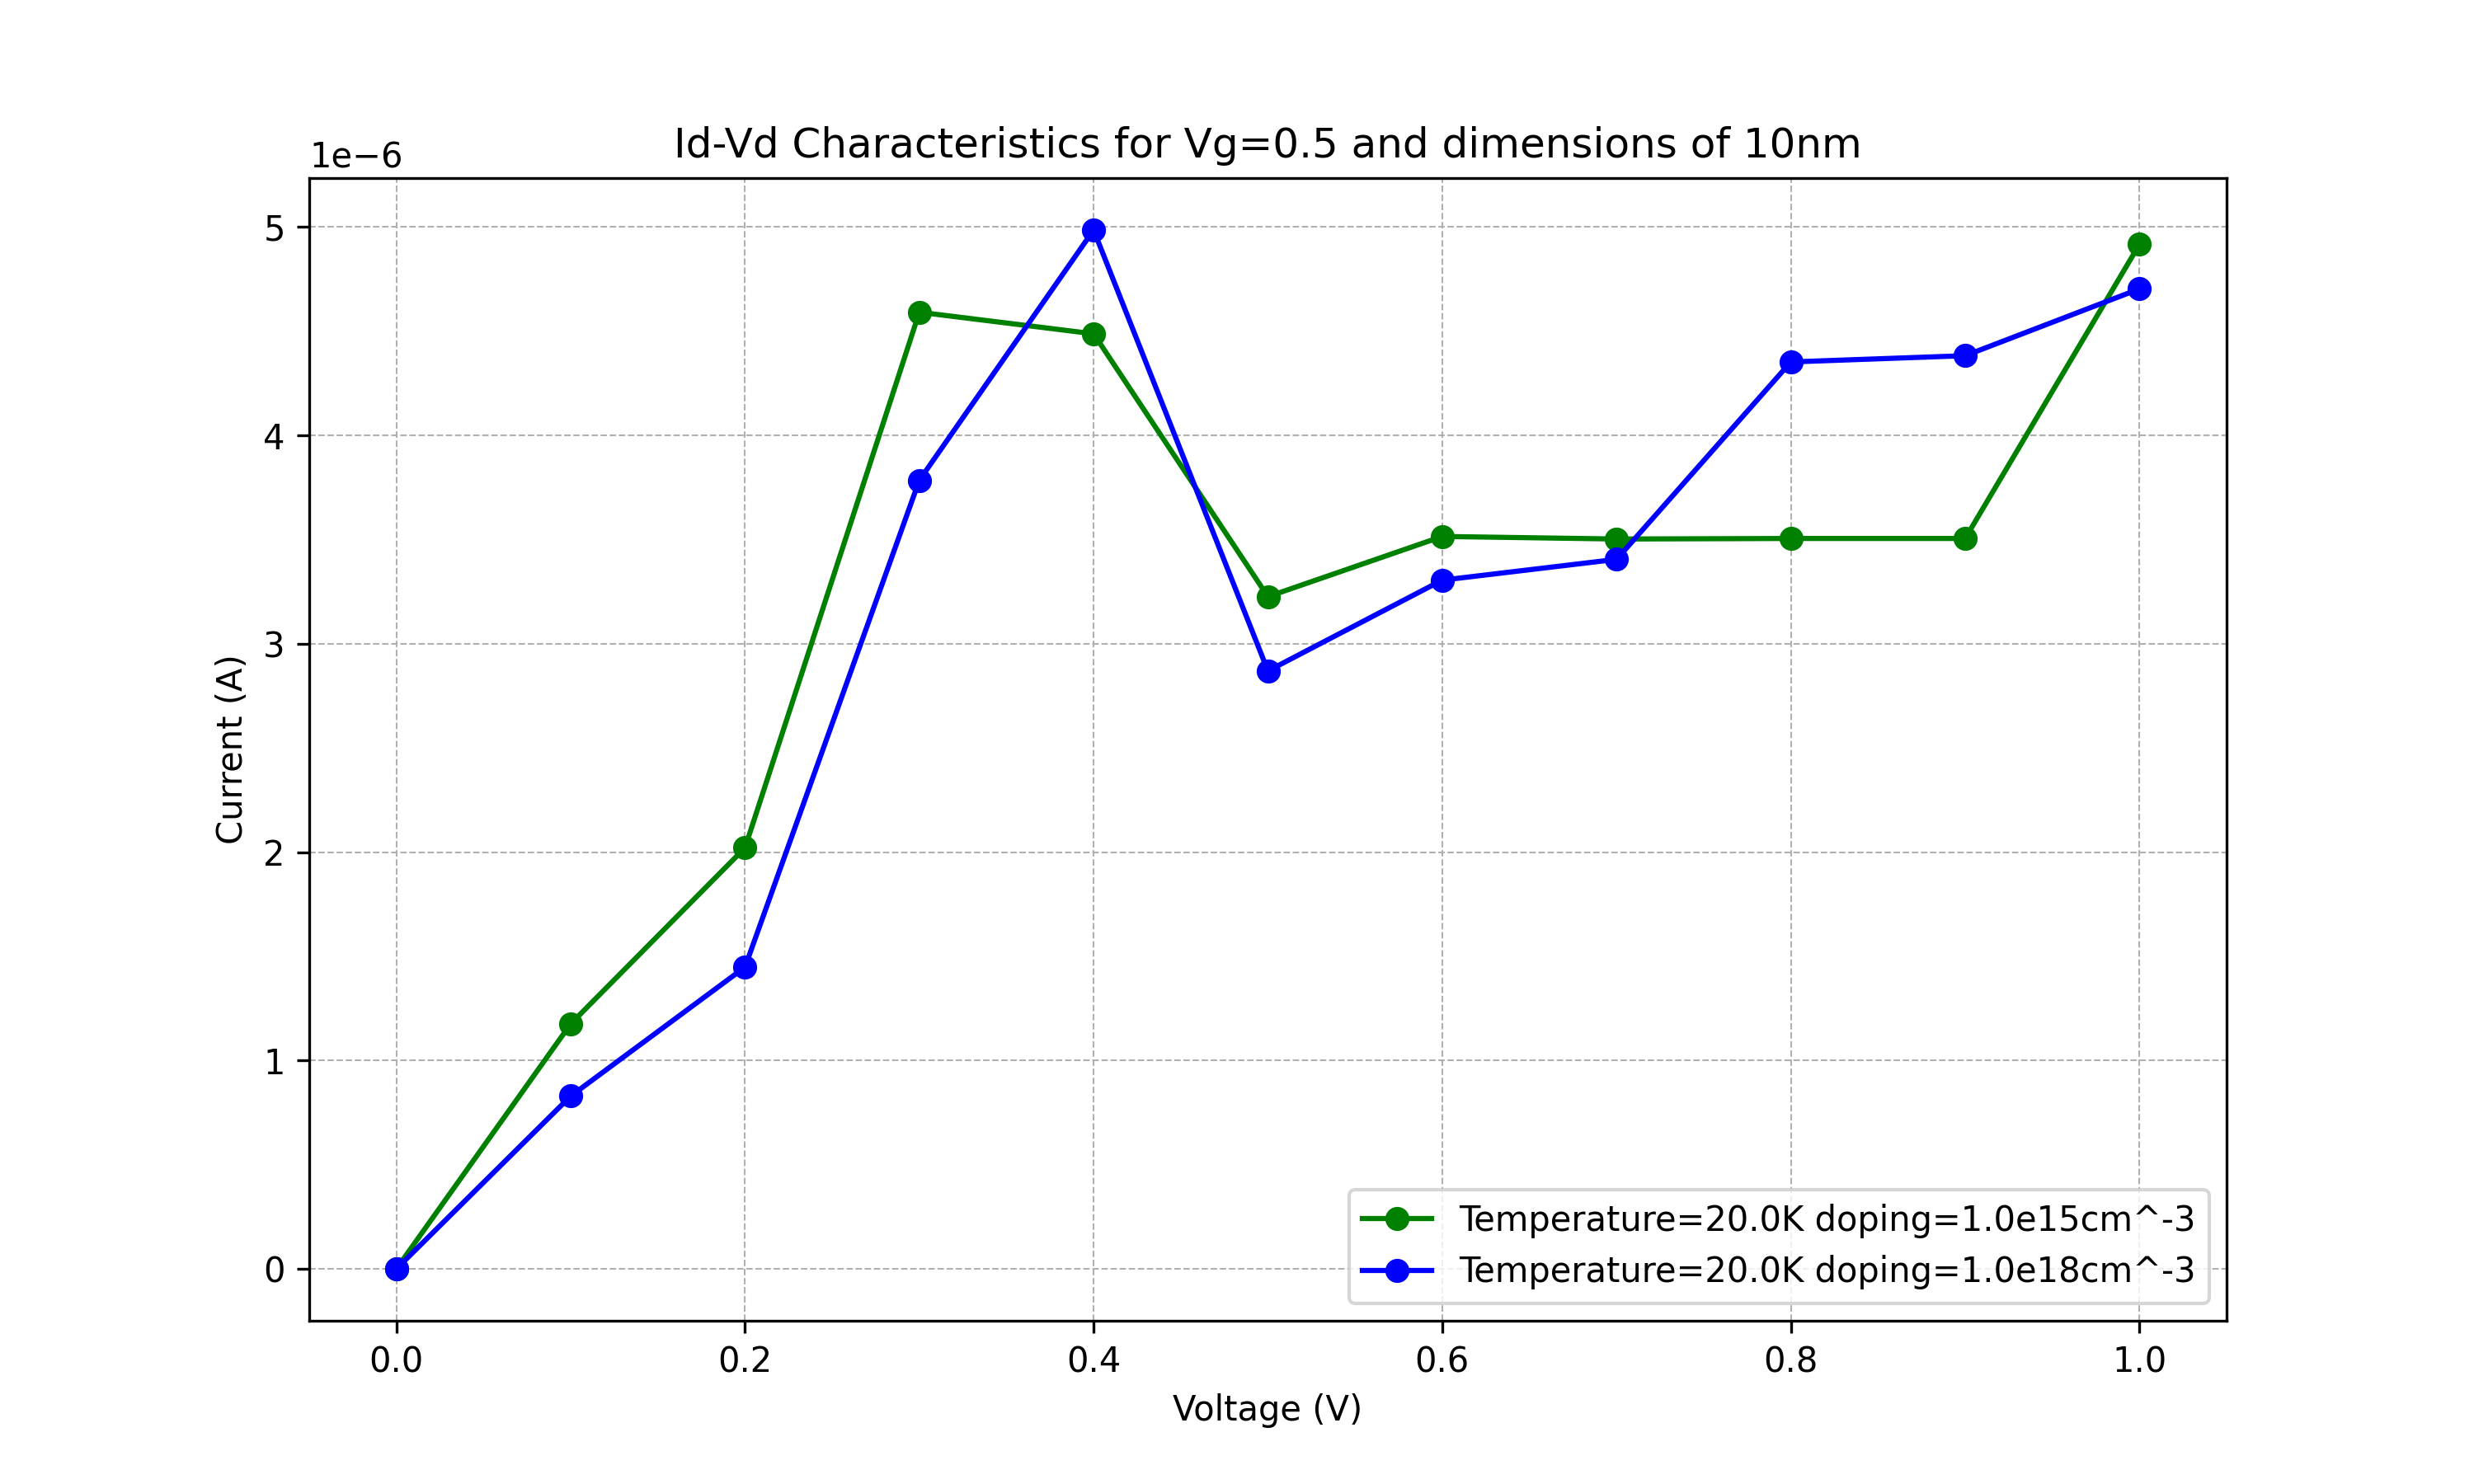 Id-Vd Characteristics for Vg=0.5 and dimensions of 10nm
1e−6
5
4
3
2
1
0
Current (A)
0.0 0.2 0.4 0.6 0.8 1.0
Voltage (V)
Temperature=20.0K doping=1.0e15cm^-3
Temperature=20.0K doping=1.0e18cm^-3